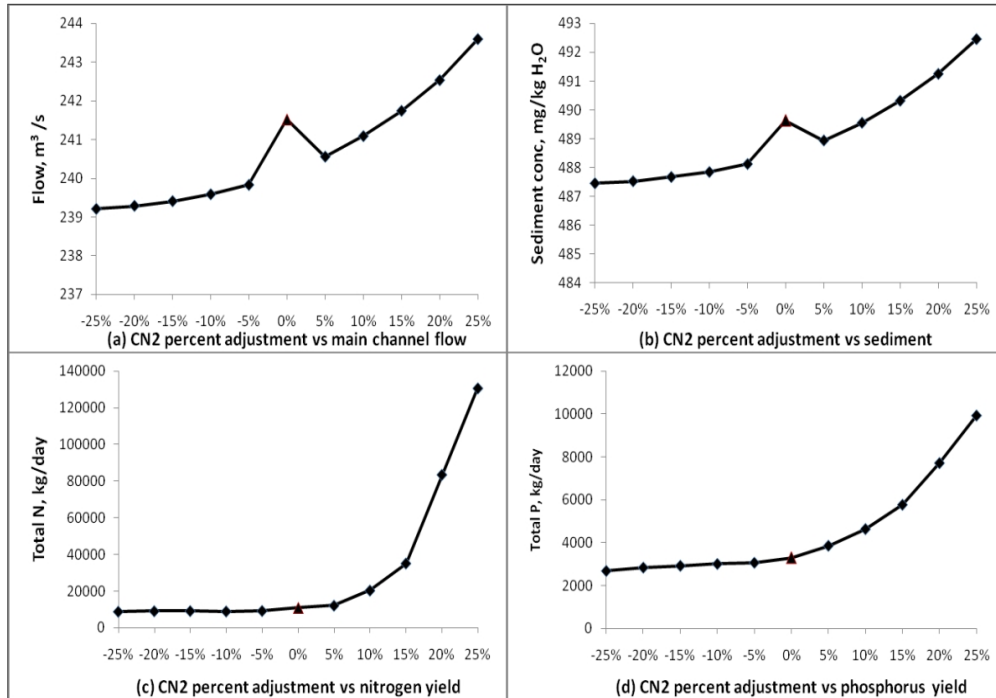 244
243
242
241
240
239
238
237
Flow, m³ /s
-25% -20% -15% -10% -5% 0% 5% 10% 15% 20% 25%
(a) CN2 percent adjustment vs main channel flow
493
492
491
490
489
488
487
486
485
484
Sediment conc, mg/kg H₂O
-25% -20% -15% -10% -5% 0% 5% 10% 15% 20% 25%
(b) CN2 percent adjustment vs sediment
140000
120000
100000
80000
60000
40000
20000
0
Total N, kg/day
-25% -20% -15% -10% -5% 0% 5% 10% 15% 20% 25%
(c) CN2 percent adjustment vs nitrogen yield
12000
10000
8000
6000
4000
2000
0
Total P, kg/day
-25% -20% -15% -10% -5% 0% 5% 10% 15% 20% 25%
(d) CN2 percent adjustment vs phosphorus yield